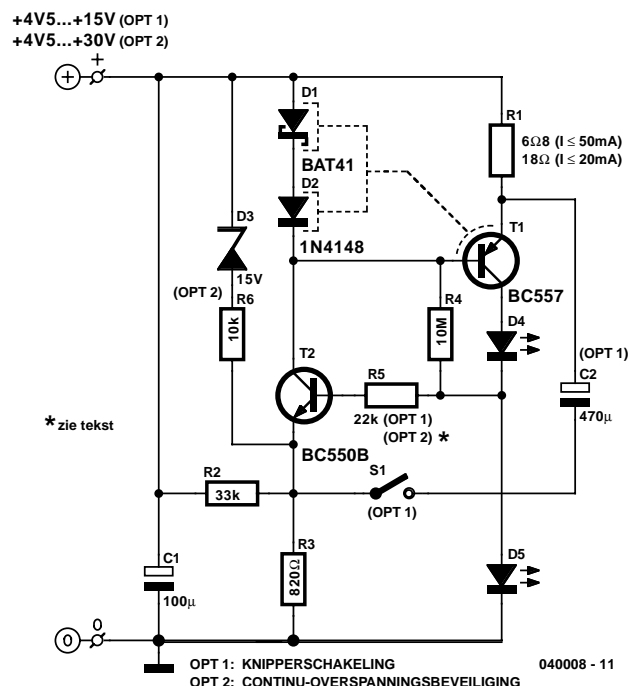 +4V5...+15V (OPT 1)
+4V5...+30V (OPT 2)
+
+
D1
BAT41
R1
6Ω8 (I ≤ 50mA)
18Ω (I ≤ 20mA)
D2
1N4148
D3
15V
(OPT 2)
T1
BC557
R6
10k
R4
10M
D4
(OPT 1)
C2
470µ
T2
BC550B
R5
22k (OPT 1)
(OPT 2) *
* zie tekst
R2
33k
S1
(OPT 1)
C1
100µ
R3
820Ω
D5
0
0
OPT 1: KNIPPERSCHAKELING
040008 - 11
OPT 2: CONTINU-OVERSPANNINGSBEVEILIGING